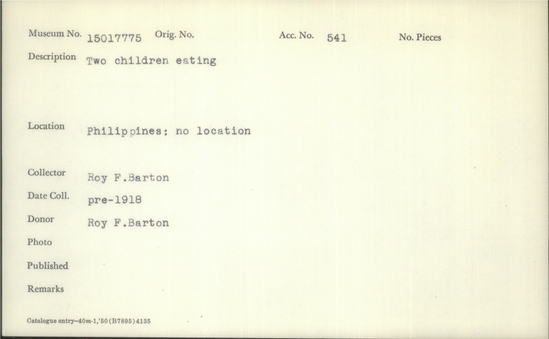 Museum No. 15017775 Orig. No. Acc. No. 541 No. Pieces
Description Two children eating
Location Philippines; no location
Collector Roy F.Barton
Date Coll. pre-1918
Donor Roy F.Barton
Photo
Published
Remarks
Catalogue entry—40m-1,'50(B7895)4135